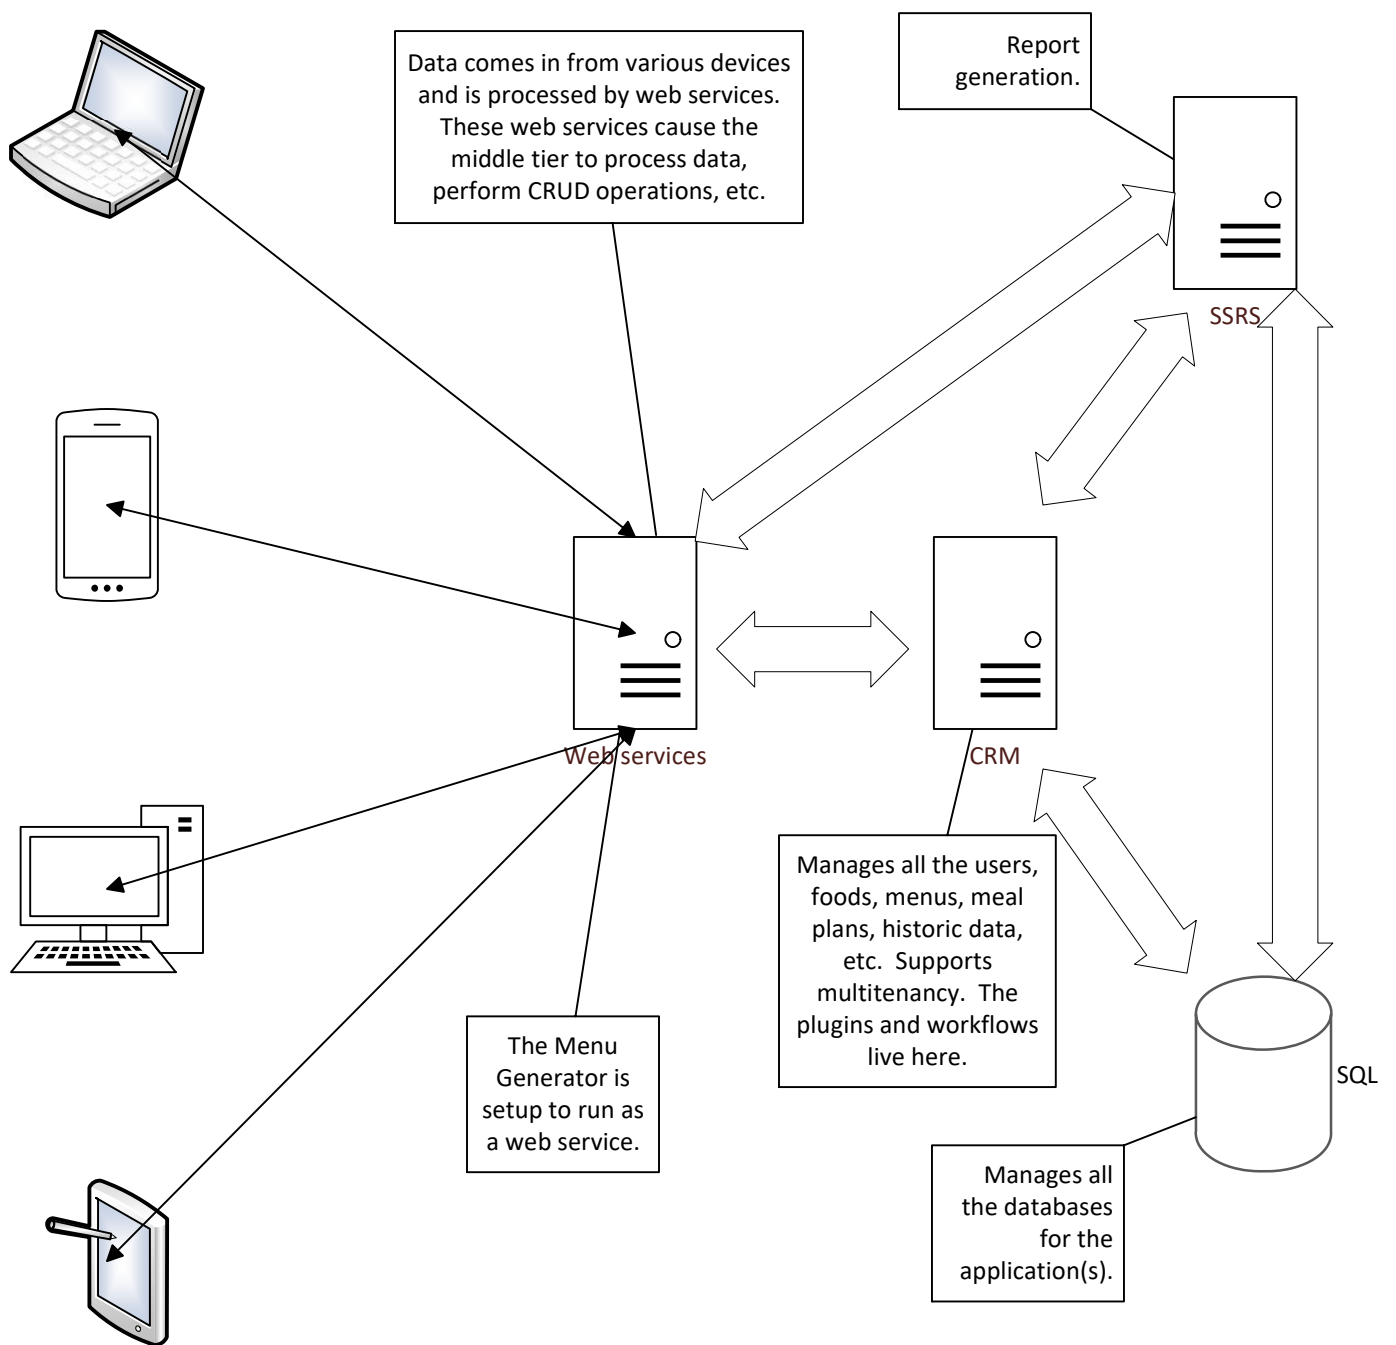 Data comes in from various devices
and is processed by web services.
These web services cause the
middle tier to process data,
perform CRUD operations, etc.
Report
generation.
SSRS
Web services
CRM
Manages all the users,
foods, menus, meal
plans, historic data,
etc.  Supports
multitenancy.  The
plugins and workflows
live here.
The Menu
Generator is
setup to run as
a web service.
SQL
Manages all
the databases
for the
application(s).